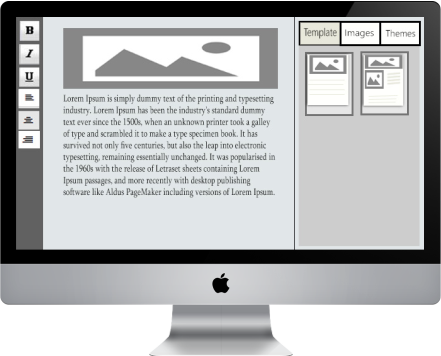 B
I
U
Template Images Themes
Lorem Ipsum is simply dummy text of the printing and typesetting
industry. Lorem Ipsum has been the industry's standard dummy
text ever since the 1500s, when an unknown printer took a galley
of type and scrambled it to make a type specimen book. It has
survived not only five centuries, but also the leap into electronic
typesetting, remaining essentially unchanged. It was popularised in
the 1960s with the release of Letraset sheets containing Lorem
Ipsum passages, and more recently with desktop publishing
software like Aldus PageMaker including versions of Lorem Ipsum.